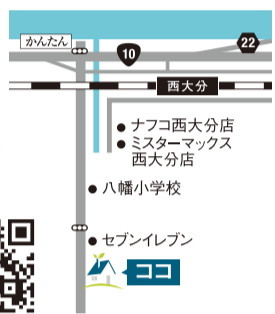 かんたん
10
22
西大分
ナフコ西大分店
ミスターマックス
西大分店
八幡小学校
セブンイレブン
ココ